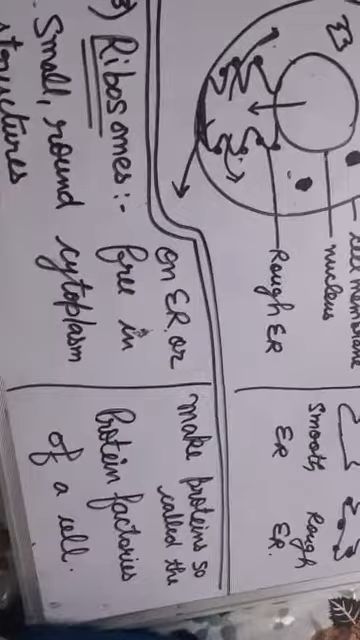 cell membrane
nucleus
Rough ER
Smooth
ER
Rough
ER.
3) Ribosomes :-
Small, round
structures
on ER or
free in
cytoplasm
make proteins so
called the
Protein factories
of a cell.